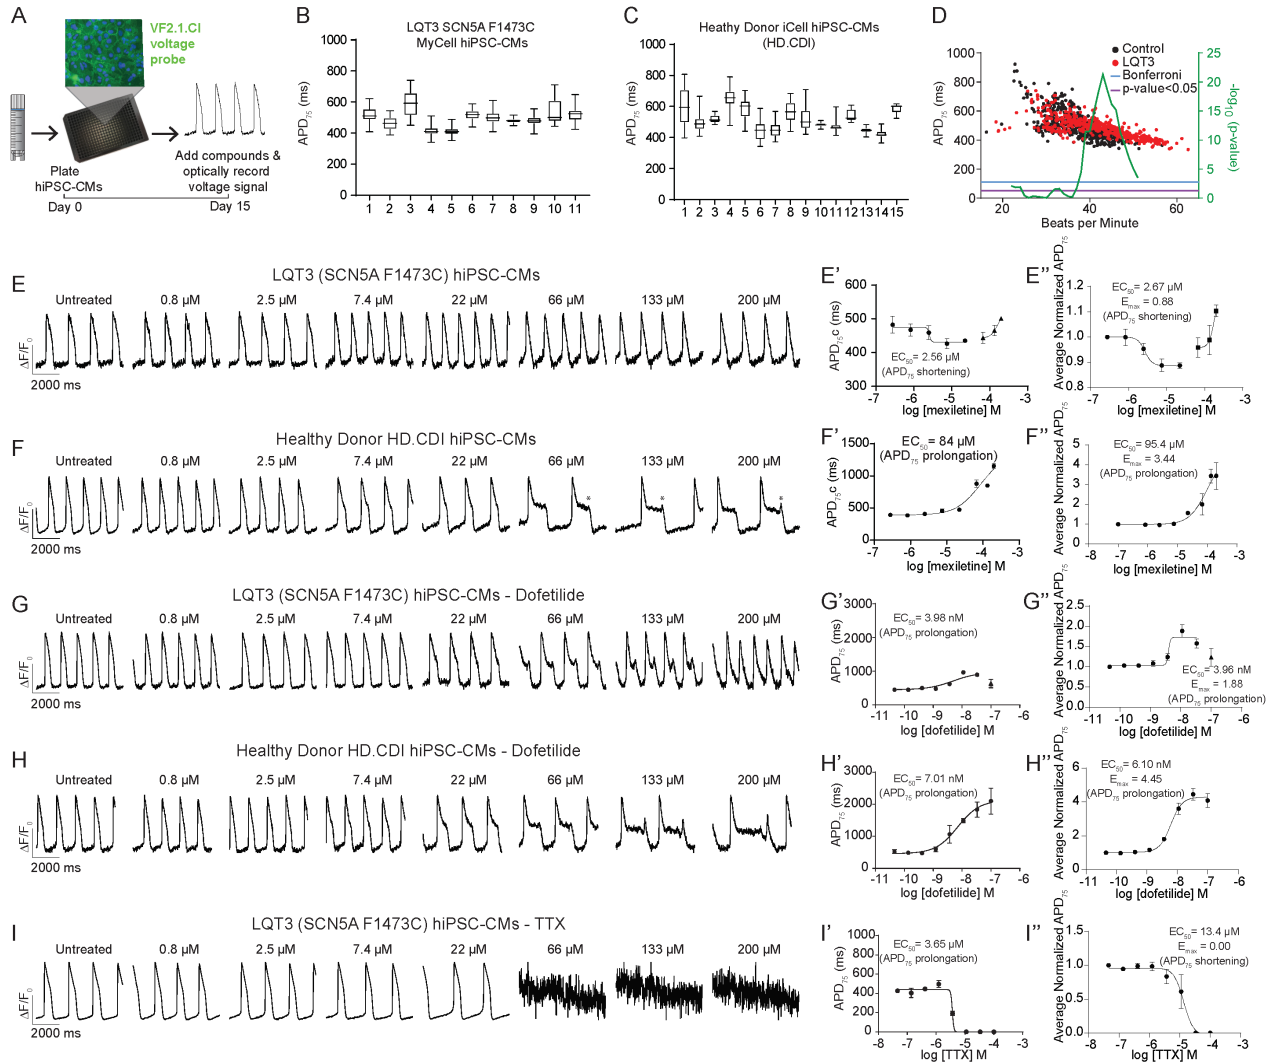 A
VF2.1.Cl
voltage
probe
Plate
hiPSC-CMs
Add compounds &
optically record
voltage signal
Day 0
Day 15
B
LQT3 SCN5A F1473C
MyCell hiPSC-CMs
APD75 (ms)
1000
800
600
400
200
0
1 2 3 4 5 6 7 8 9 10 11
C
Heathy Donor iCell hiPSC-CMs
(HD.CDI)
APD75 (ms)
1000
800
600
400
200
0
1 2 3 4 5 6 7 8 9 10 11 12 13 14 15
D
Control
LQT3
Bonferroni
p-value<0.05
APD75 (ms)
1000
800
600
400
200
0
25
20
15
10
5
0
-log10 (p-value)
20 40 60
Beats per Minute
E
LQT3 (SCN5A F1473C) hiPSC-CMs
Untreated 0.8 µM 2.5 µM 7.4 µM 22 µM 66 µM 133 µM 200 µM
ΔF/F0
2000 ms
E'
APD75c (ms)
600
500
400
300
EC50= 2.56 µM
(APD75 shortening)
-7 -6 -5 -4 -3
log [mexiletine] M
E''
Average Normalized APD75
1.2
1.1
1.0
0.9
0.8
EC50= 2.67 µM
Emax = 0.88
(APD75 shortening)
-7 -6 -5 -4 -3
log [mexiletine] M
F
Healthy Donor HD.CDI hiPSC-CMs
Untreated 0.8 µM 2.5 µM 7.4 µM 22 µM 66 µM 133 µM 200 µM
* * *
ΔF/F0
2000 ms
F'
APD75c (ms)
1500
1000
500
0
EC50= 84 µM
(APD75 prolongation)
-7 -6 -5 -4 -3
log [mexiletine] M
F''
Average Normalized APD75
5
4
3
2
1
0
EC50= 95.4 µM
Emax = 3.44
(APD75 prolongation)
-8 -7 -6 -5 -4 -3
log [mexiletine] M
G
LQT3 (SCN5A F1473C) hiPSC-CMs - Dofetilide
Untreated 0.8 µM 2.5 µM 7.4 µM 22 µM 66 µM 133 µM 200 µM
ΔF/F0
2000 ms
G'
APD75 (ms)
3000
2000
1000
0
EC50= 3.98 nM
(APD75 prolongation)
-11 -10 -9 -8 -7 -6
log [dofetilide] M
G''
Average Normalized APD75
2.5
2.0
1.5
1.0
0.5
0.0
EC50= 3.96 nM
Emax = 1.88
(APD75 prolongation)
-11 -10 -9 -8 -7 -6
log [dofetilide] M
H
Healthy Donor HD.CDI hiPSC-CMs - Dofetilide
Untreated 0.8 µM 2.5 µM 7.4 µM 22 µM 66 µM 133 µM 200 µM
ΔF/F0
2000 ms
H'
APD75 (ms)
3000
2000
1000
0
EC50= 7.01 nM
(APD75 prolongation)
-11 -10 -9 -8 -7 -6
log [dofetilide] M
H''
Average Normalized APD75
6
4
2
0
EC50= 6.10 nM
Emax = 4.45
(APD75 prolongation)
-11 -10 -9 -8 -7 -6
log [dofetilide] M
I
LQT3 (SCN5A F1473C) hiPSC-CMs - TTX
Untreated 0.8 µM 2.5 µM 7.4 µM 22 µM 66 µM 133 µM 200 µM
ΔF/F0
2000 ms
I'
APD75 (ms)
1000
800
600
400
200
0
EC50= 3.65 µM
(APD75 prolongation)
-8 -7 -6 -5 -4 -3 -2
log [TTX] M
I''
Average Normalized APD75
1.5
1.0
0.5
0.0
EC50= 13.4 µM
Emax = 0.00
(APD75 shortening)
-8 -7 -6 -5 -4 -3
log [TTX] M